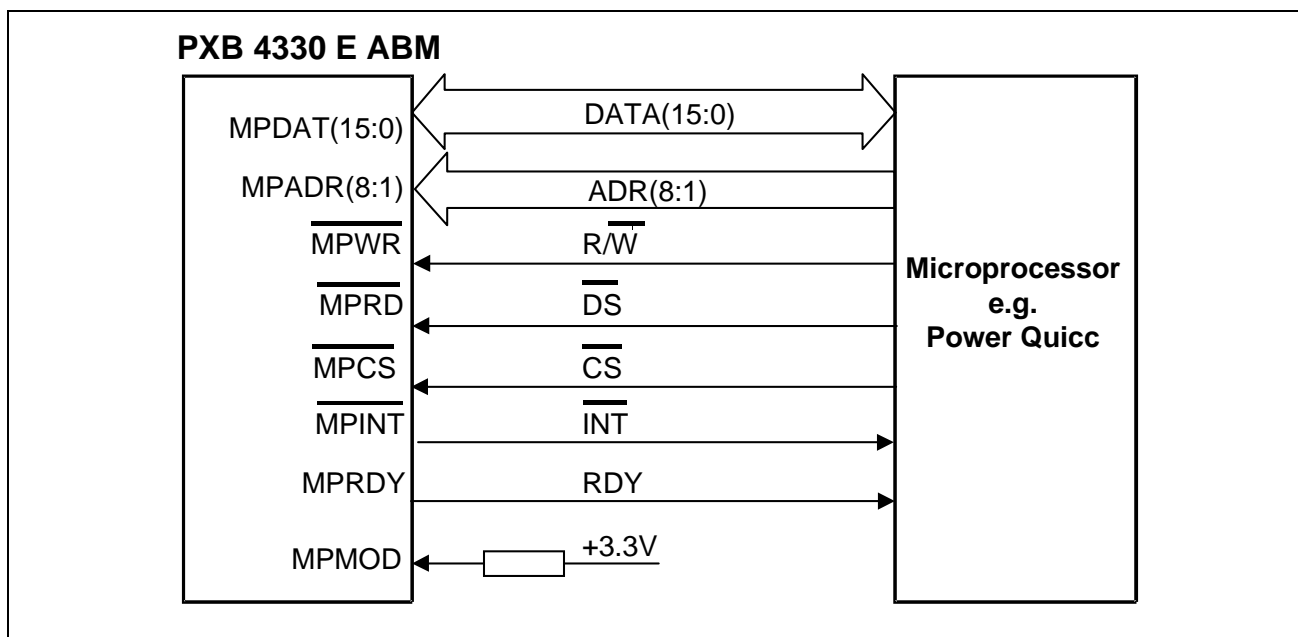 PXB 4330 E ABM
MPDAT(15:0) DATA(15:0)
MPADR(8:1) ADR(8:1)
MPWR R/W
MPRD DS
MPCS CS
MPINT INT
MPRDY RDY
MPMOD +3.3V
Microprocessor
e.g.
Power Quicc